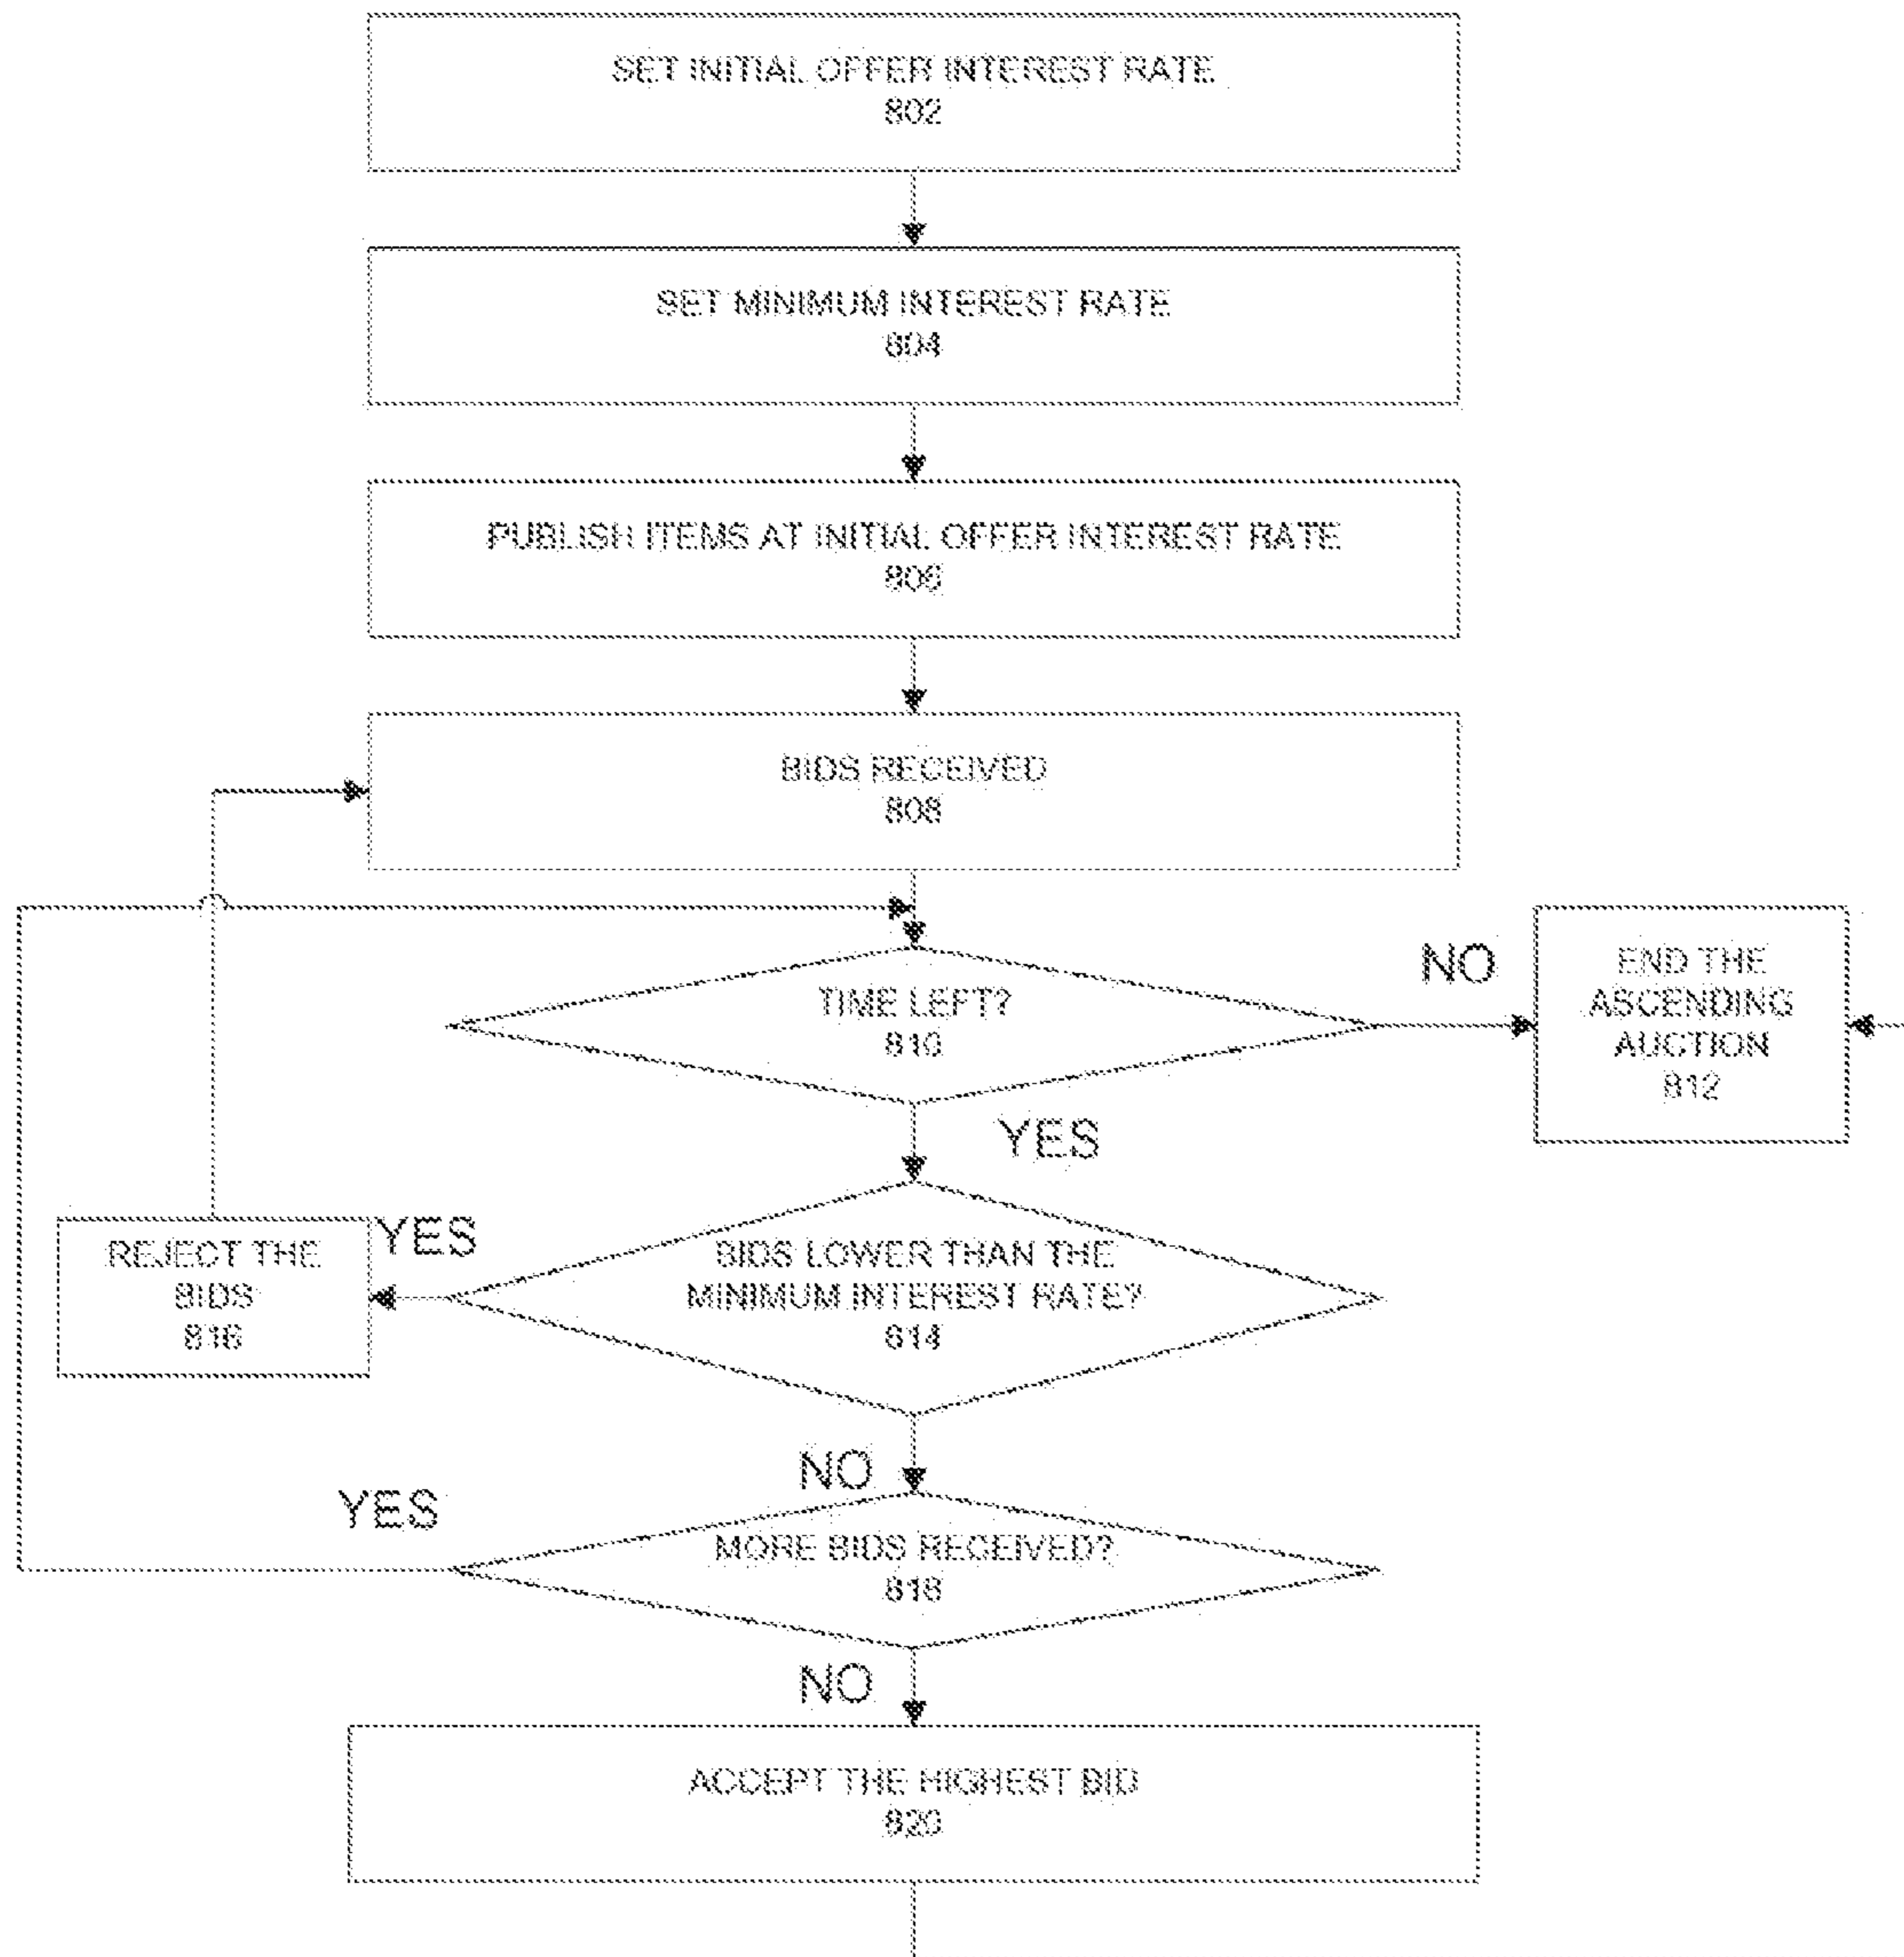 SET INITIAL OFFER INTEREST RATE
802
SET MINIMUM INTEREST RATE
804
PUBLISH ITEMS AT INITIAL OFFER INTEREST RATE
806
BIDS RECEIVED
808
TIME LEFT?
810
NO
END THE
ASCENDING
AUCTION
812
YES
REJECT THE
BIDS
816
YES
BIDS LOWER THAN THE
MINIMUM INTEREST RATE?
814
NO
YES
MORE BIDS RECEIVED?
818
NO
ACCEPT THE HIGHEST BID
820